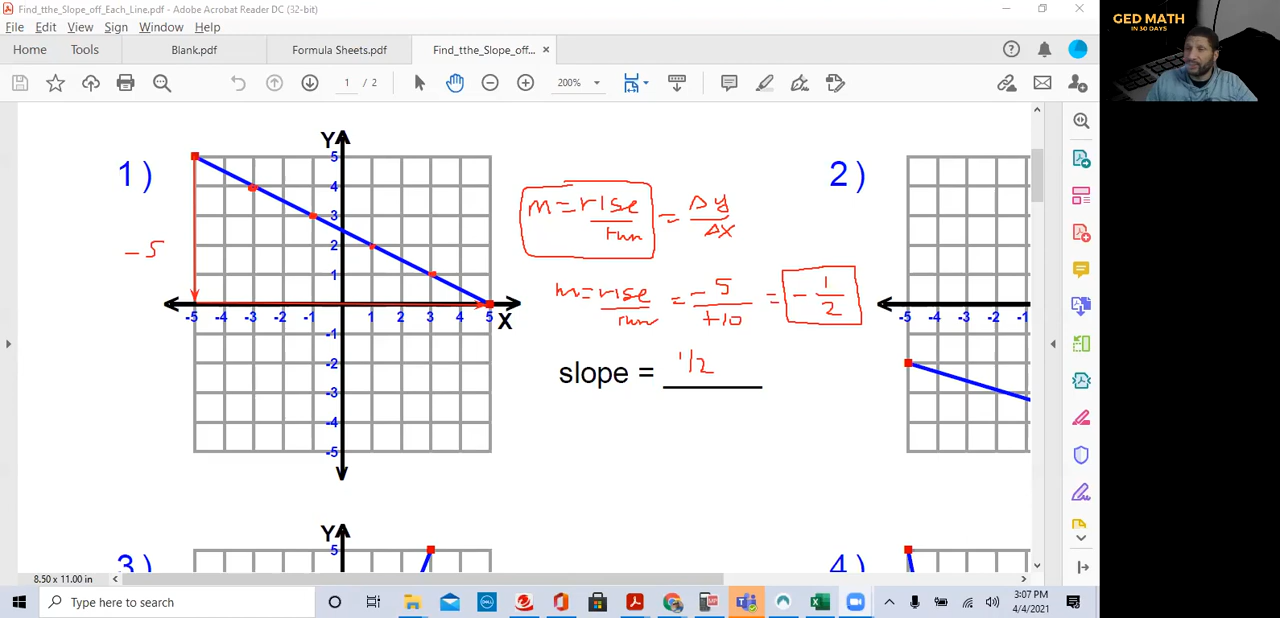 Find_tthe_Slope_off_Each_Line.pdf - Adobe Acrobat Reader DC (32-bit)
File Edit View Sign Window Help
Home Tools Blank.pdf Formula Sheets.pdf Find_tthe_Slope_off... ×
1 / 2 200%
GED MATH
IN 30 DAYS
1)
Y
5
4
3
2
1
-5 -4 -3 -2 -1 1 2 3 4 5 X
-1
-2
-3
-4
-5
-5
m = rise/run = Δy/Δx
m = rise/run = -5/+10 = -1/2
slope = 1/2
2)
-5 -4 -3 -2 -1
3)
Y
5
4)
8.50 x 11.00 in
Type here to search
3:07 PM
4/4/2021